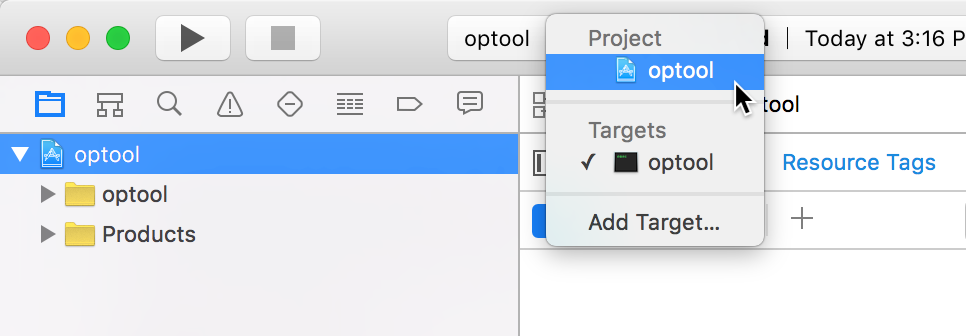 optool
d
Today at 3:16 P
Project
optool
tool
optool
Targets
optool
Resource Tags
optool
Products
Add Target...